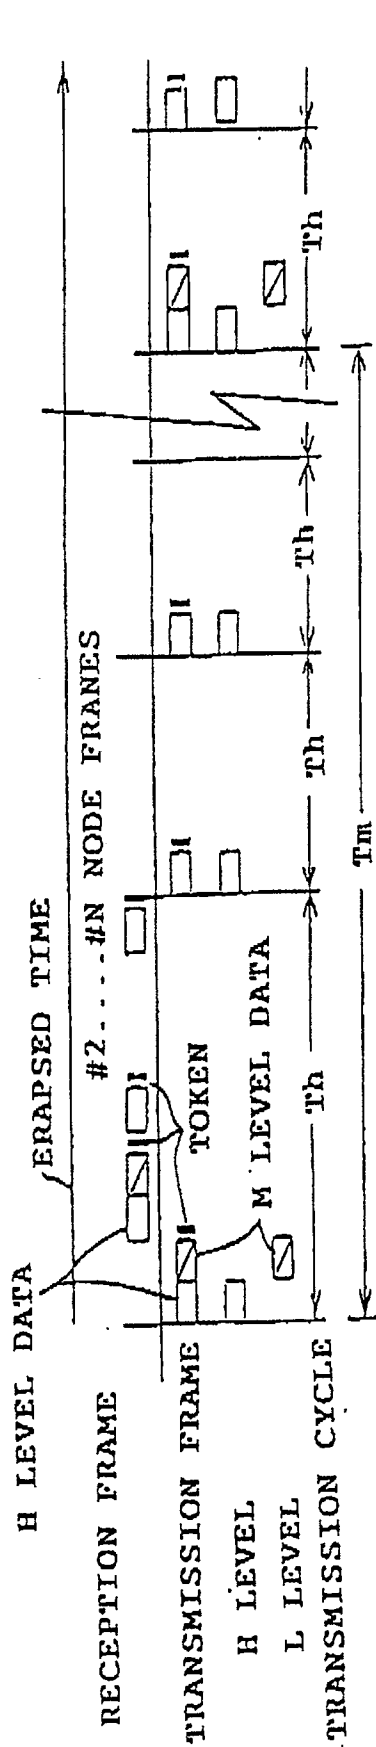 H LEVEL DATA
ERAPSED TIME
#2....#N NODE FRANES
RECEPTION FRAME
TOKEN
TRANSMISSION FRAME
M LEVEL DATA
H LEVEL
L LEVEL
TRANSMISSION CYCLE
Th
Th
Th
Th
Tm